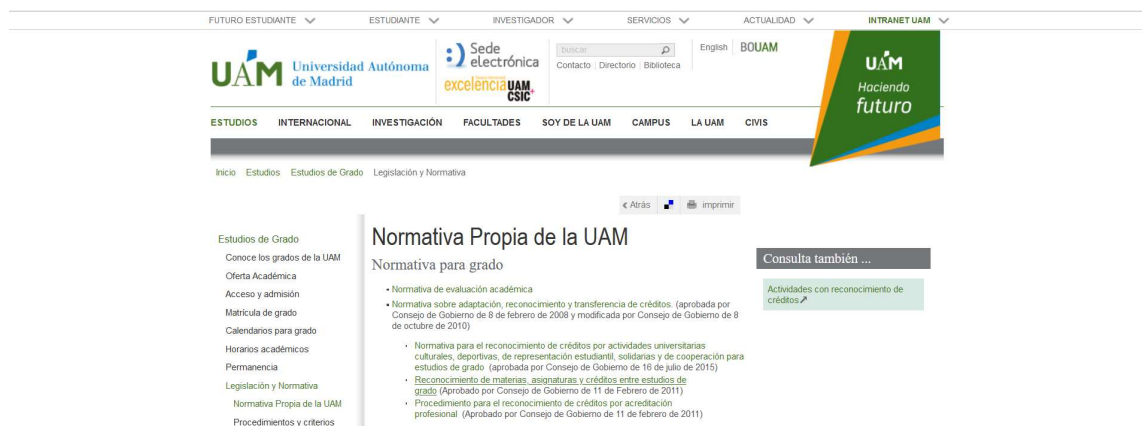 FUTURO ESTUDIANTE
ESTUDIANTE
INVESTIGADOR
SERVICIOS
ACTUALIDAD
INTRANET UAM
UAM Universidad Autónoma
de Madrid
Sede
electrónica
excelencia UAM
CSIC+
buscar
Contacto | Directorio | Biblioteca
English
BOUAM
UAM
Haciendo
futuro
ESTUDIOS INTERNACIONAL INVESTIGACIÓN FACULTADES SOY DE LA UAM CAMPUS LA UAM CIVIS
Inicio Estudios Estudios de Grado Legislación y Normativa
« Atrás
imprimir
Estudios de Grado
Conoce los grados de la UAM
Oferta Académica
Acceso y admisión
Matrícula de grado
Calendarios para grado
Horarios académicos
Permanencia
Legislación y Normativa
Normativa Propia de la UAM
Procedimientos y criterios
Normativa Propia de la UAM
Normativa para grado
▪ Normativa de evaluación académica
▪ Normativa sobre adaptación, reconocimiento y transferencia de créditos. (aprobada por
Consejo de Gobierno de 8 de febrero de 2008 y modificada por Consejo de Gobierno de 8
de octubre de 2010)
· Normativa para el reconocimiento de créditos por actividades universitarias
culturales, deportivas, de representación estudiantil, solidarias y de cooperación para
estudios de grado (aprobada por Consejo de Gobierno de 16 de julio de 2015)
· Reconocimiento de materias, asignaturas y créditos entre estudios de
grado (Aprobado por Consejo de Gobierno de 11 de Febrero de 2011)
· Procedimiento para el reconocimiento de créditos por acreditación
profesional (Aprobado por Consejo de Gobierno de 11 de febrero de 2011)
Consulta también ...
Actividades con reconocimiento de
créditos